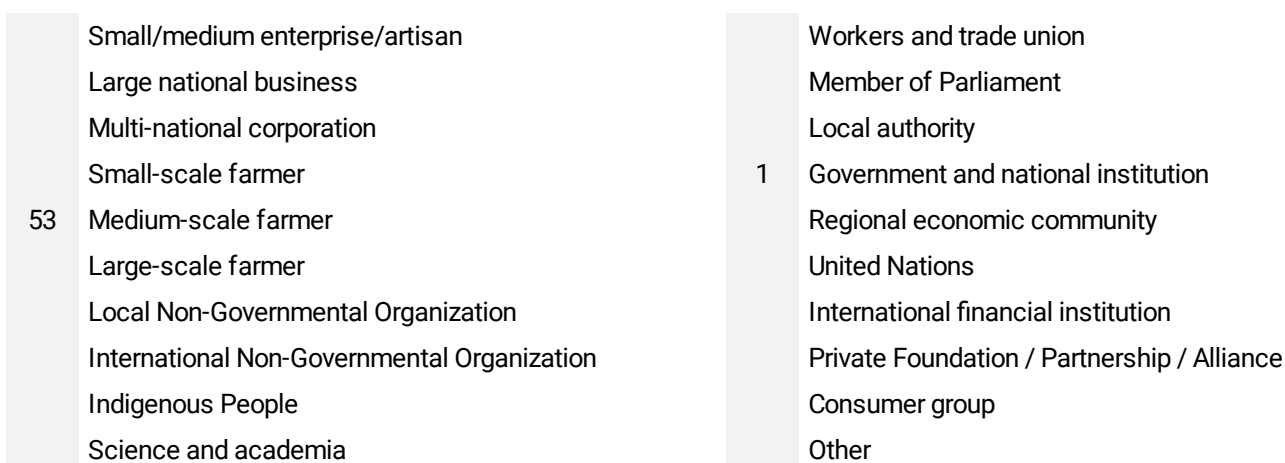 Small/medium enterprise/artisan
Large national business
Multi-national corporation
Small-scale farmer
53 Medium-scale farmer
Large-scale farmer
Local Non-Governmental Organization
International Non-Governmental Organization
Indigenous People
Science and academia
Workers and trade union
Member of Parliament
Local authority
1 Government and national institution
Regional economic community
United Nations
International financial institution
Private Foundation / Partnership / Alliance
Consumer group
Other